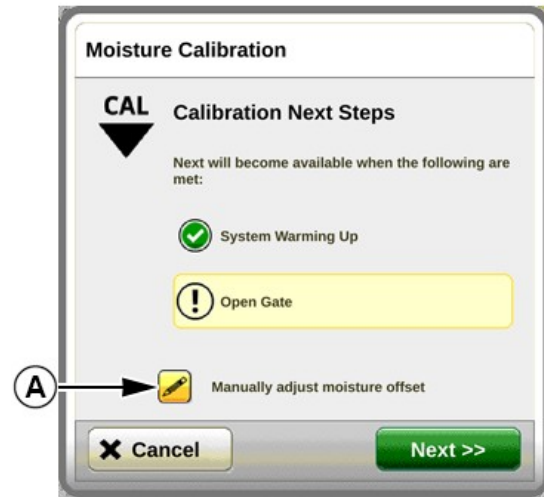 Moisture Calibration
CAL
Calibration Next Steps
Next will become available when the following are
met:
System Warming Up
! Open Gate
A
Manually adjust moisture offset
Cancel
Next >>